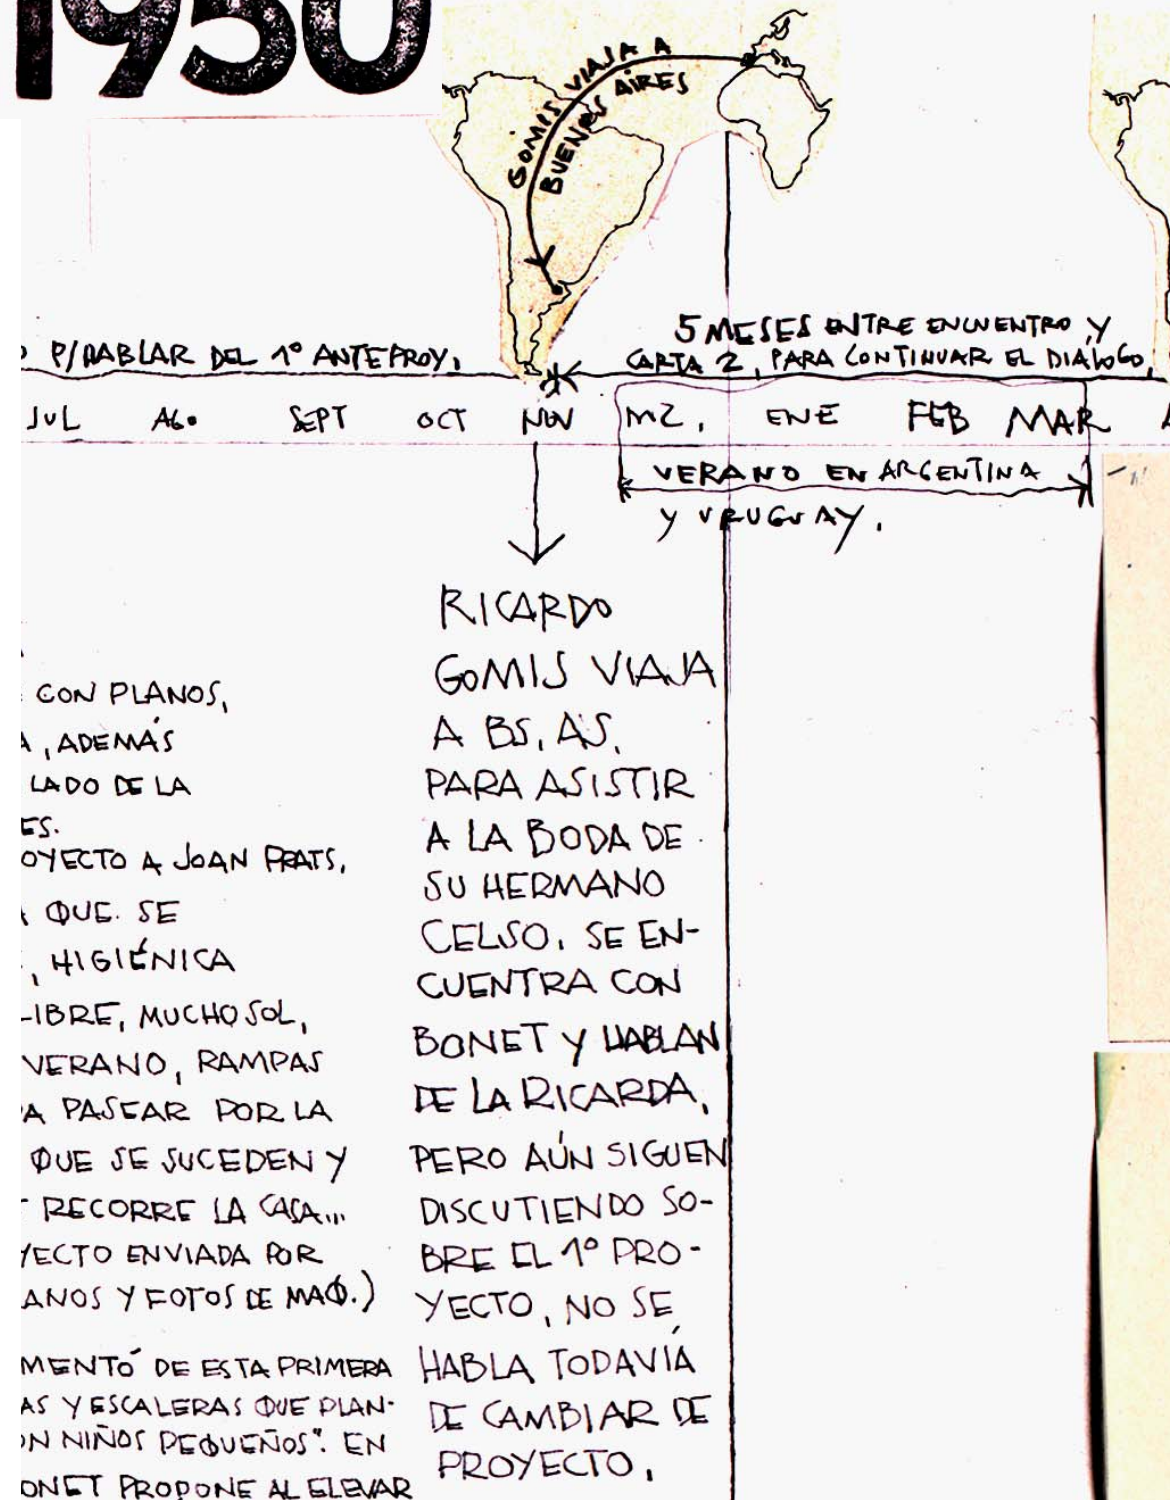 1950
GOMIS VIAJA A
BUENOS AIRES
P/HABLAR DEL 1º ANTEPROY.
5 MESES ENTRE ENCUENTRO Y
CARTA 2, PARA CONTINUAR EL DIALOGO,
JUL AGO SEPT OCT NOV ENE FEB MAR
VERANO EN ARGENTINA
Y URUGUAY.
CON PLANOS,
A, ADEMÁS
LADO DE LA
ES.
OYECTO A JOAN PRATS,
QUE SE
, HIGIÉNICA
LIBRE, MUCHO SOL,
VERANO, RAMPAS
A PASEAR POR LA
QUE SE SUCEDEN Y
RECORRE LA CASA...
YECTO ENVIADA POR
ANOS Y FOTOS DE MAQ.)
MENTÓ DE ESTA PRIMERA
AS Y ESCALERAS QUE PLAN-
ON NIÑOS PEQUEÑOS". EN
ONET PROPONE AL ELEVAR
RICARDO
GOMIS VIAJA
A BS. AS.
PARA ASISTIR
A LA BODA DE
SU HERMANO
CELSO. SE EN-
CUENTRA CON
BONET Y HABLAN
DE LA RICARDA,
PERO AÚN SIGUEN
DISCUTIENDO SO-
BRE EL 1º PRO-
YECTO, NO SE
HABLA TODAVÍA
DE CAMBIAR DE
PROYECTO.